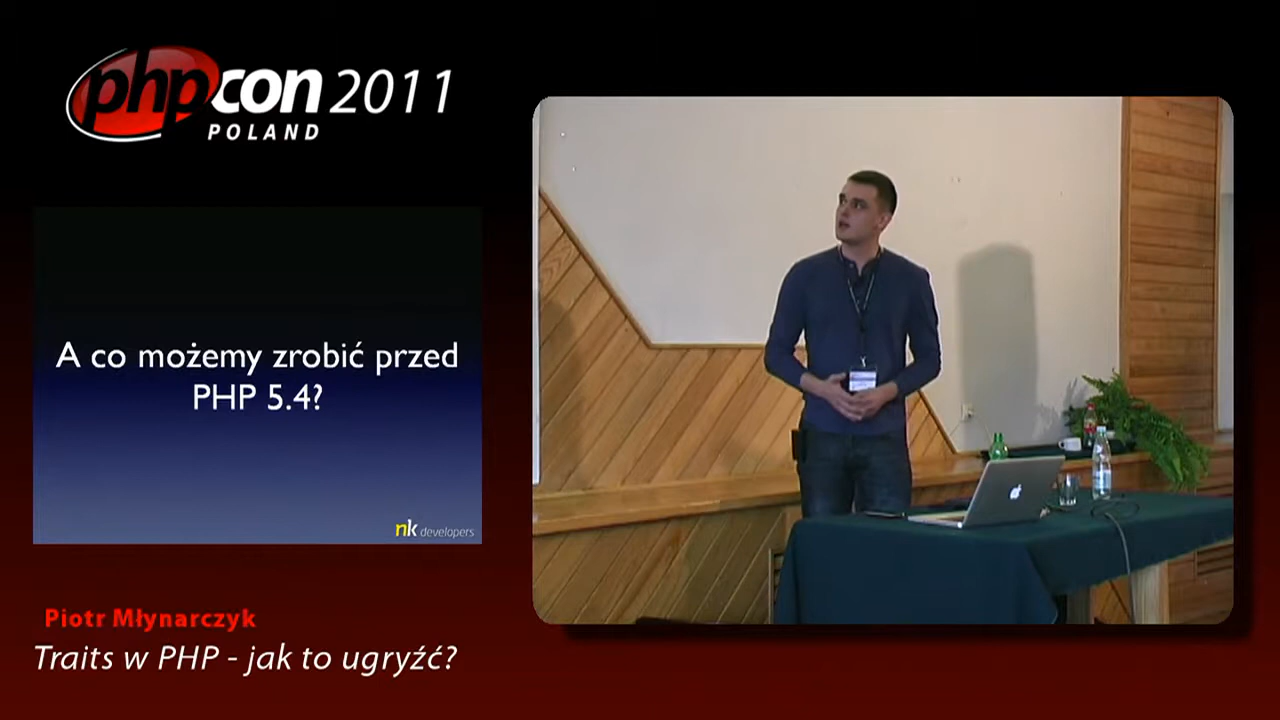 phpcon 2011
POLAND
A co możemy zrobić przed
PHP 5.4?
nk developers
Piotr Młynarczyk
Traits w PHP - jak to ugryźć?